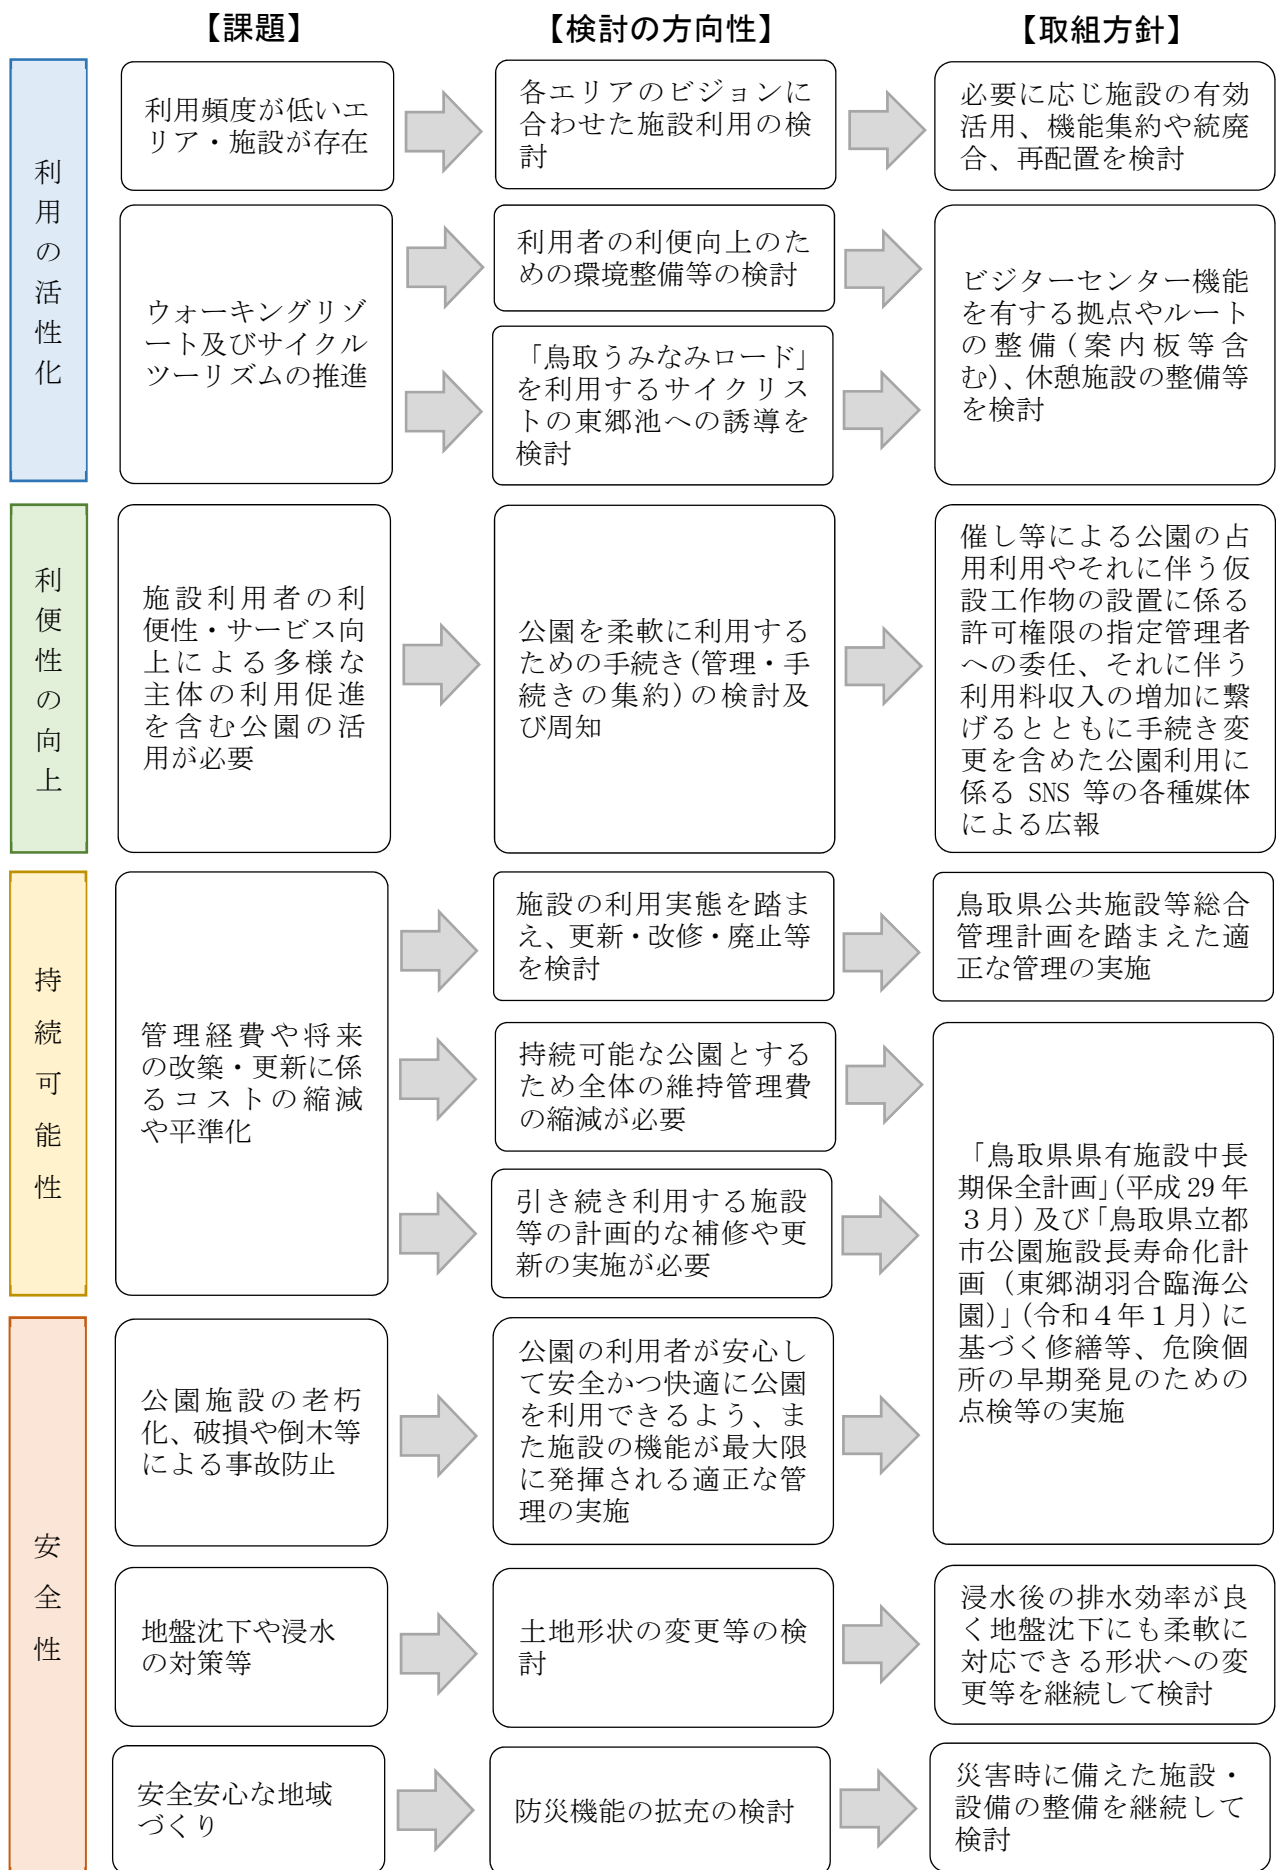 【課題】
【検討の方向性】
【取組方針】
利用の活性化
利用頻度が低いエ
リア・施設が存在
各エリアのビジョンに
合わせた施設利用の検
討
必要に応じ施設の有効
活用、機能集約や統廃
合、再配置を検討
ウォーキングリゾ
ート及びサイクル
ツーリズムの推進
利用者の利便向上のた
めの環境整備等の検討
「鳥取うみなみロード」
を利用するサイクリス
トの東郷池への誘導を
検討
ビジターセンター機能
を有する拠点やルート
の整備(案内板等含
む)、休憩施設の整備等
を検討
利便性の向上
施設利用者の利
便性・サービス向
上による多様な
主体の利用促進
を含む公園の活
用が必要
公園を柔軟に利用する
ための手続き(管理・手
続きの集約)の検討及
び周知
催し等による公園の占
用利用やそれに伴う仮
設工作物の設置に係る
許可権限の指定管理者
への委任、それに伴う
利用料収入の増加に繋
げるとともに手続き変
更を含めた公園利用に
係る SNS 等の各種媒体
による広報
持続可能性
管理経費や将来
の改築・更新に係
るコストの縮減
や平準化
施設の利用実態を踏ま
え、更新・改修・廃止等
を検討
鳥取県公共施設等総合
管理計画を踏まえた適
正な管理の実施
持続可能な公園とする
ため全体の維持管理費
の縮減が必要
引き続き利用する施設
等の計画的な補修や更
新の実施が必要
「鳥取県県有施設中長
期保全計画」(平成 29 年
３月)及び「鳥取県立都
市公園施設長寿命化計
画（東郷湖羽合臨海公
園)」(令和４年１月)に
基づく修繕等、危険個
所の早期発見のための
点検等の実施
安全性
公園施設の老朽
化、破損や倒木等
による事故防止
公園の利用者が安心し
て安全かつ快適に公園
を利用できるよう、ま
た施設の機能が最大限
に発揮される適正な管
理の実施
地盤沈下や浸水
の対策等
土地形状の変更等の検
討
浸水後の排水効率が良
く地盤沈下にも柔軟に
対応できる形状への変
更等を継続して検討
安全安心な地域
づくり
防災機能の拡充の検討
災害時に備えた施設・
設備の整備を継続して
検討